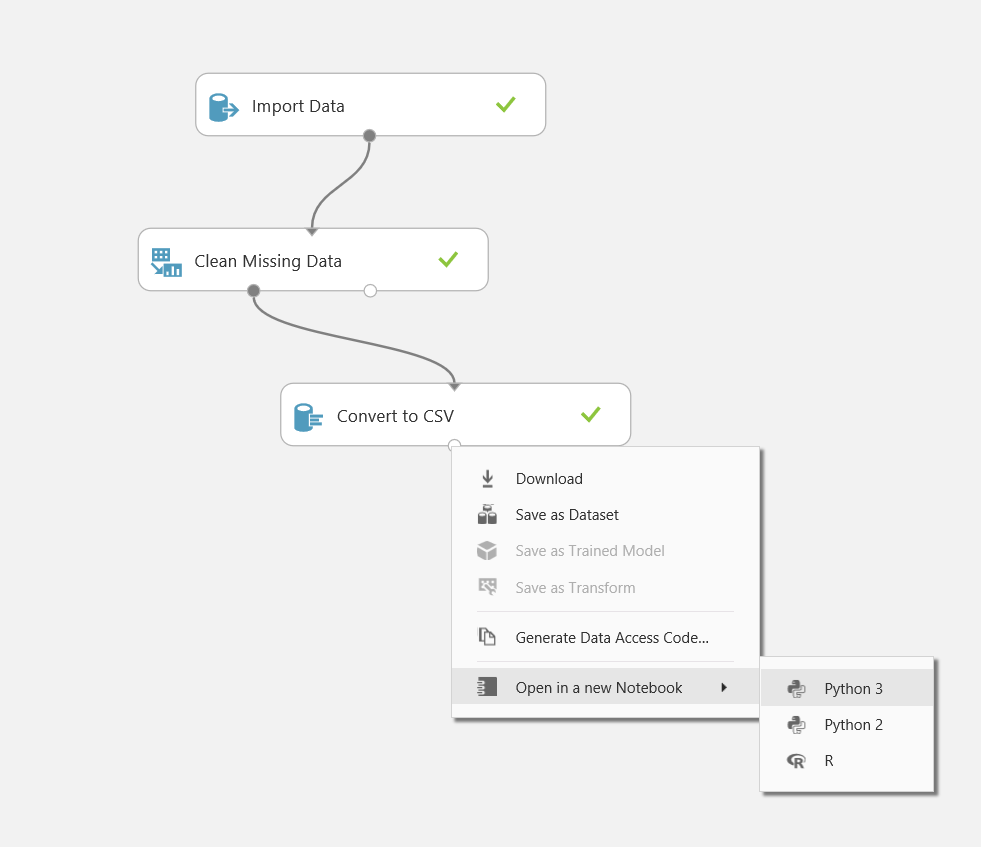 Import Data
Clean Missing Data
Convert to CSV
Download
Save as Dataset
Save as Trained Model
Save as Transform
Generate Data Access Code...
Open in a new Notebook
Python 3
Python 2
R